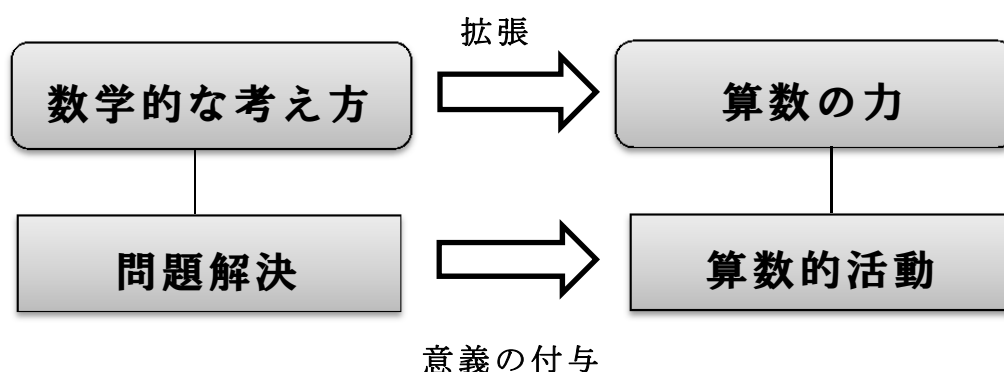 拡張
数学的な考え方
算数の力
問題解決
算数的活動
意義の付与